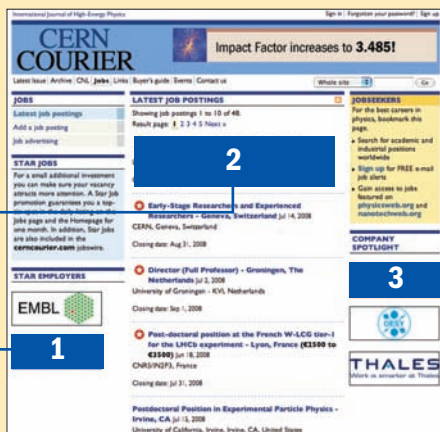 International Journal of High-Energy Physics
Sign in | Forgotten your password? | Sign up
CERN
COURIER
Impact Factor increases to 3.485!
Latest Issue | Archive | CNL | Jobs | Links | Buyer's guide | Events | Contact us
Whole site
Go
JOBS
Latest job postings
Add a job posting
Job advertising
STAR JOBS
For a small additional investment
you can make sure your vacancy
attracts more attention. A Star Job
promotion guarantees you a top-
Jobs page and the Homepage for
one month. In addition, Star Jobs
are also included in the
cerncourier.com jobswire.
STAR EMPLOYERS
EMBL
1
LATEST JOB POSTINGS
Showing job postings 1 to 10 of 48.
Result page: 1 2 3 4 5 Next »
2
Early-Stage Researchers and Experienced
Researchers - Geneva, Switzerland Jul 14, 2008
CERN, Geneva, Switzerland
Closing date: Aug 31, 2008
Director (Full Professor) - Groningen, The
Netherlands Jul 2, 2008
University of Groningen - KVI, Netherlands
Closing date: Sep 1, 2008
Post-doctoral position at the French W-LCG tier-1
for the LHCb experiment - Lyon, France (€2500 to
€3500) Jun 18, 2008
CNRS/IN2P3, France
Closing date: Jul 31, 2008
Postdoctoral Position in Experimental Particle Physics -
Irvine, CA Jul 15, 2008
University of California, Irvine, Irvine, CA, United States
JOBSEEKERS
For the best careers in
physics, bookmark this
page.
Search for academic and
industrial positions
worldwide
Sign up for FREE e-mail
job alerts
Gain access to jobs
featured on
physicsweb.org and
nanotechweb.org
COMPANY
SPOTLIGHT
3
DESY
THALES
Work is smarter at Thales